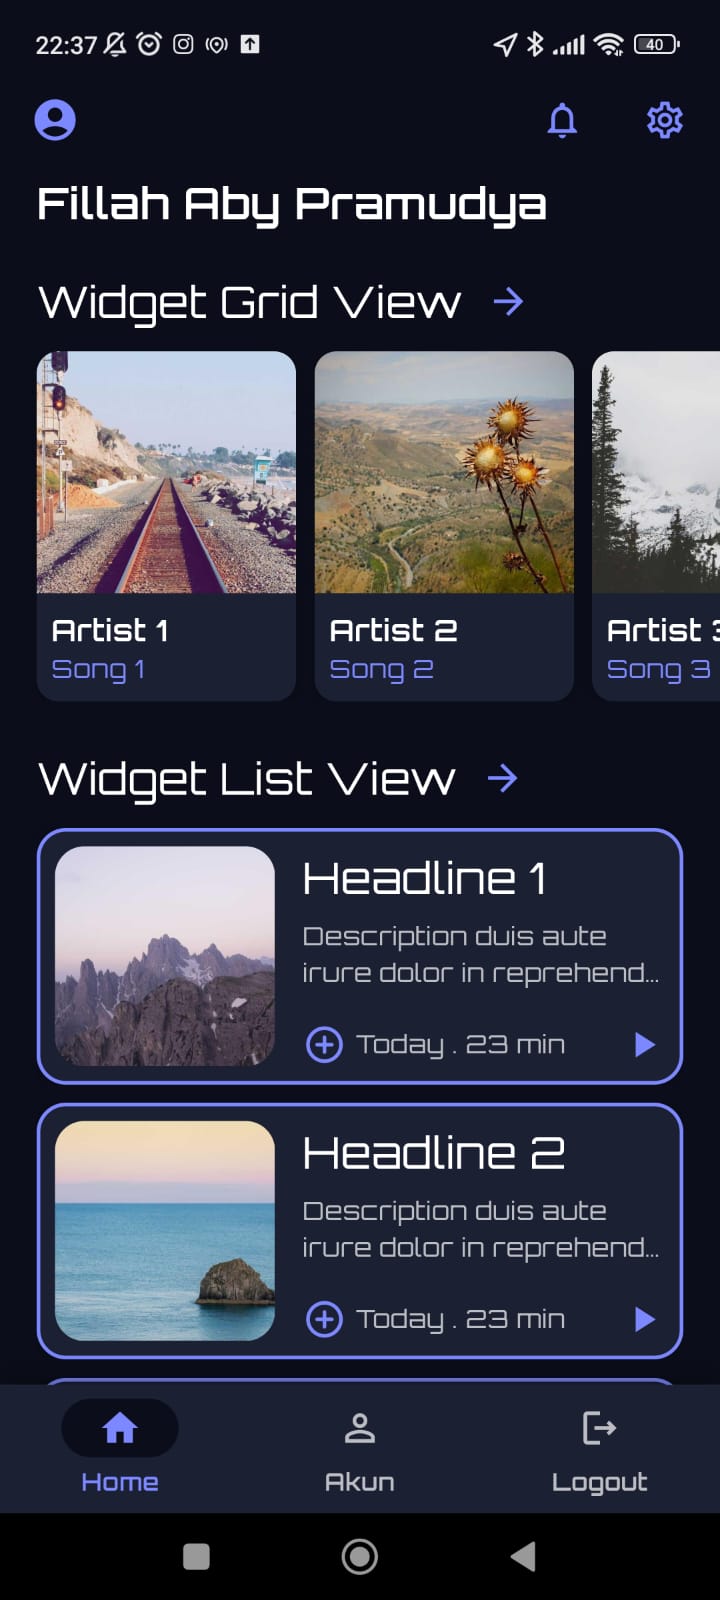 22:37
40
Fillah Aby Pramudya
Widget Grid View
Artist 1
Song 1
Artist 2
Song 2
Artist 3
Song 3
Widget List View
Headline 1
Description duis aute
irure dolor in reprehend...
Today . 23 min
Headline 2
Description duis aute
irure dolor in reprehend...
Today . 23 min
Home
Akun
Logout